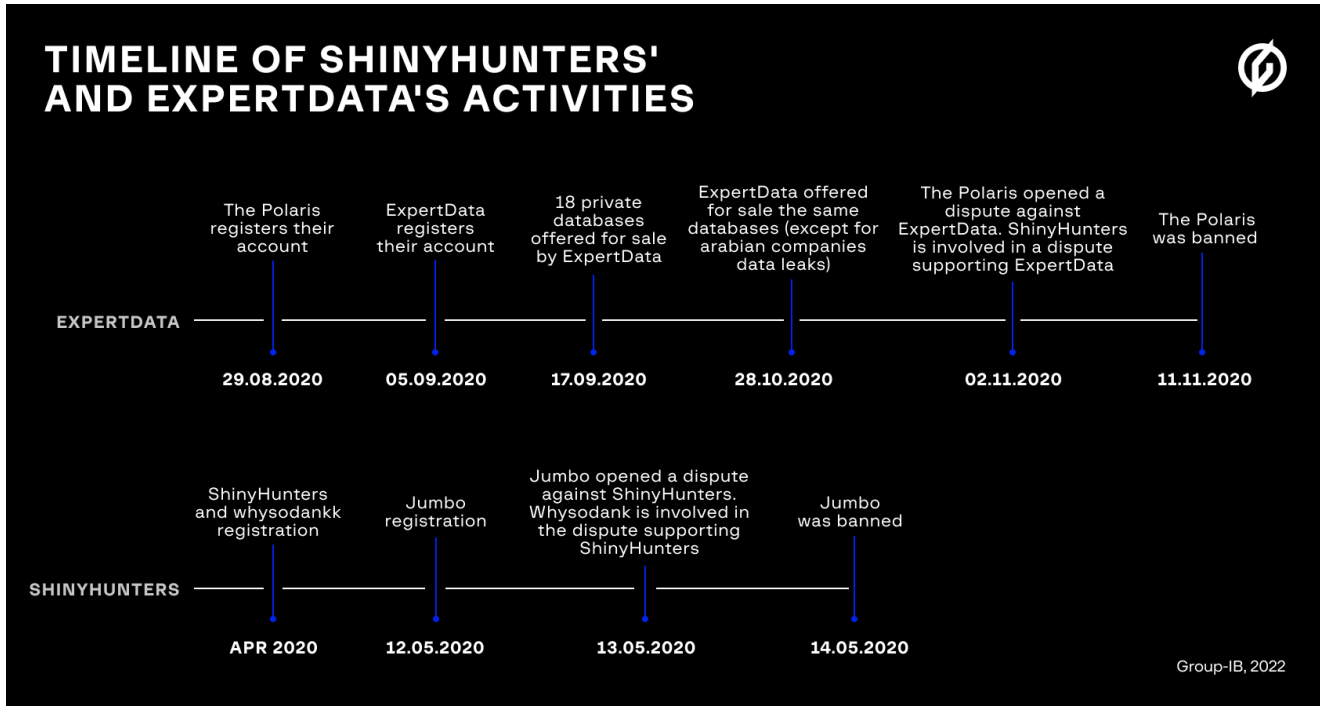 TIMELINE OF SHINYHUNTERS'
AND EXPERTDATA'S ACTIVITIES
EXPERTDATA
The Polaris
registers their
account
29.08.2020
ExpertData
registers
their account
05.09.2020
18 private
databases
offered for sale
by ExpertData
17.09.2020
ExpertData offered
for sale the same
databases (except for
arabian companies
data leaks)
28.10.2020
The Polaris opened a
dispute against
ExpertData. ShinyHunters
is involved in a dispute
supporting ExpertData
02.11.2020
The Polaris
was banned
11.11.2020
SHINYHUNTERS
ShinyHunters
and whysodankk
registration
APR 2020
Jumbo
registration
12.05.2020
Jumbo opened a dispute
against ShinyHunters.
Whysodank is involved in
the dispute supporting
ShinyHunters
13.05.2020
Jumbo
was banned
14.05.2020
Group-IB, 2022